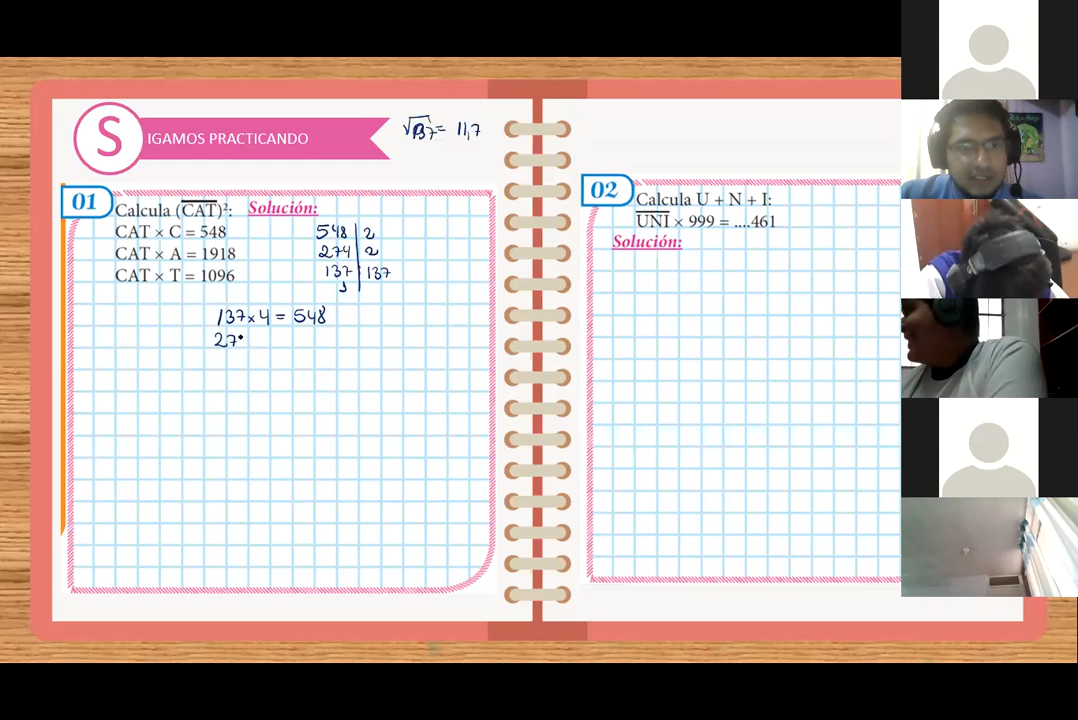 SIGAMOS PRACTICANDO
√137 = 11,7
01
Calcula (CAT)²: Solución:
CAT × C = 548
CAT × A = 1918
CAT × T = 1096
548 | 2
274 | 2
137 | 137
1
137 × 4 = 548
27
02
Calcula U + N + I:
UNI × 999 = ....461
Solución: